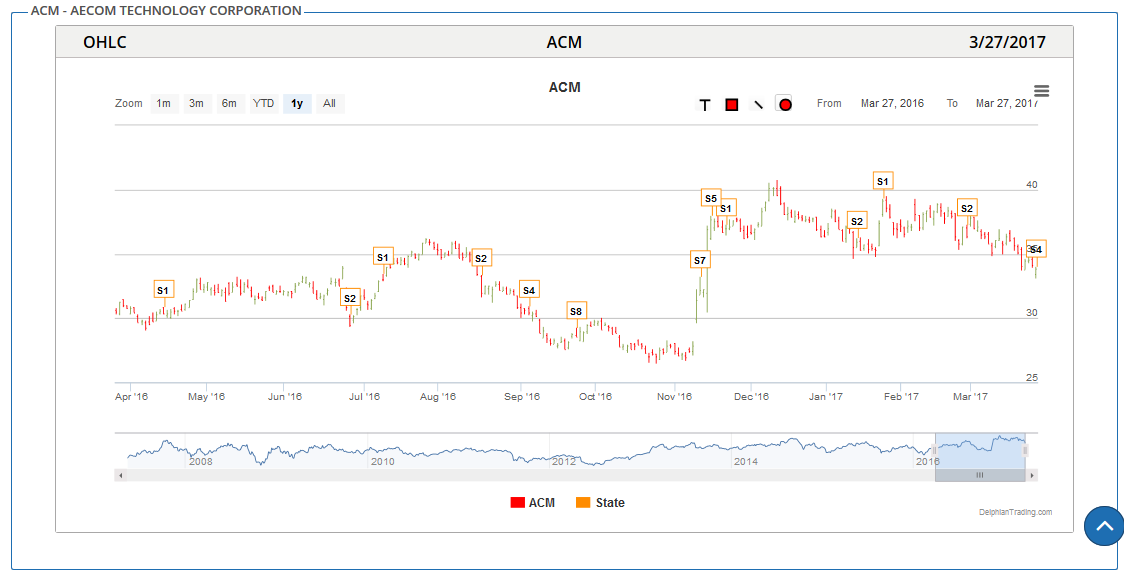 ACM - AECOM TECHNOLOGY CORPORATION
OHLC ACM 3/27/2017
ACM
Zoom 1m 3m 6m YTD 1y All T From Mar 27, 2016 To Mar 27, 2017
40
35
30
25
S1
S2
S1
S2
S4
S8
S7
S5
S1
S2
S1
S2
S4
Apr '16 May '16 Jun '16 Jul '16 Aug '16 Sep '16 Oct '16 Nov '16 Dec '16 Jan '17 Feb '17 Mar '17
2008 2010 2012 2014 2016
ACM State
DelphianTrading.com